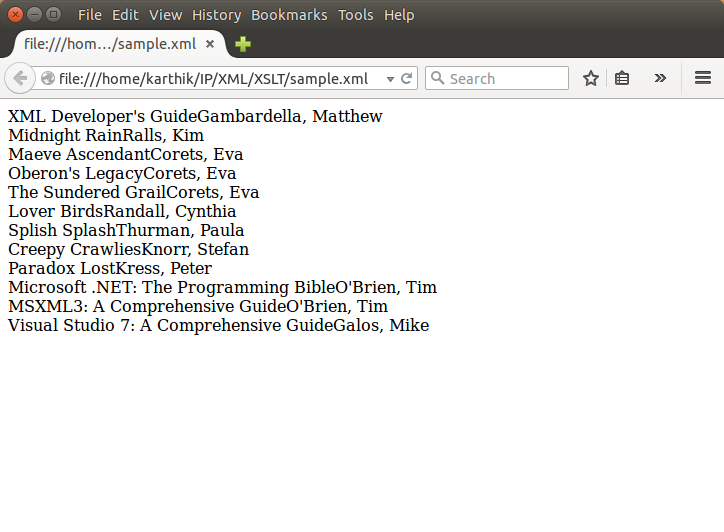 File Edit View History Bookmarks Tools Help
file:///hom…/sample.xml
file:///home/karthik/IP/XML/XSLT/sample.xml
Search
XML Developer's GuideGambardella, Matthew
Midnight RainRalls, Kim
Maeve AscendantCorets, Eva
Oberon's LegacyCorets, Eva
The Sundered GrailCorets, Eva
Lover BirdsRandall, Cynthia
Splish SplashThurman, Paula
Creepy CrawliesKnorr, Stefan
Paradox LostKress, Peter
Microsoft .NET: The Programming BibleO'Brien, Tim
MSXML3: A Comprehensive GuideO'Brien, Tim
Visual Studio 7: A Comprehensive GuideGalos, Mike